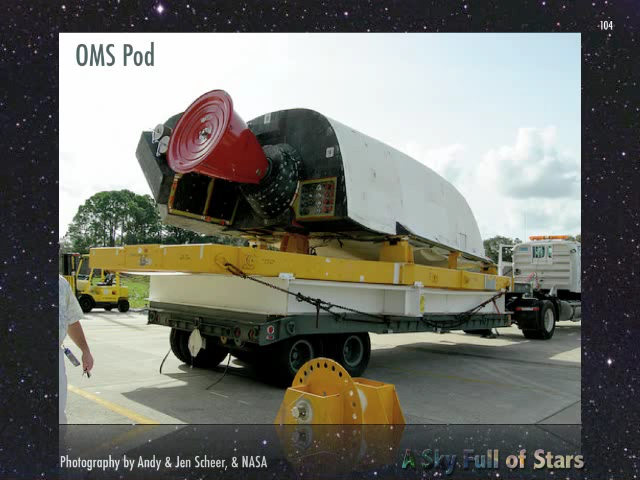 104
OMS Pod
Photography by Andy & Jen Scheer, & NASA
A Sky Full of Stars